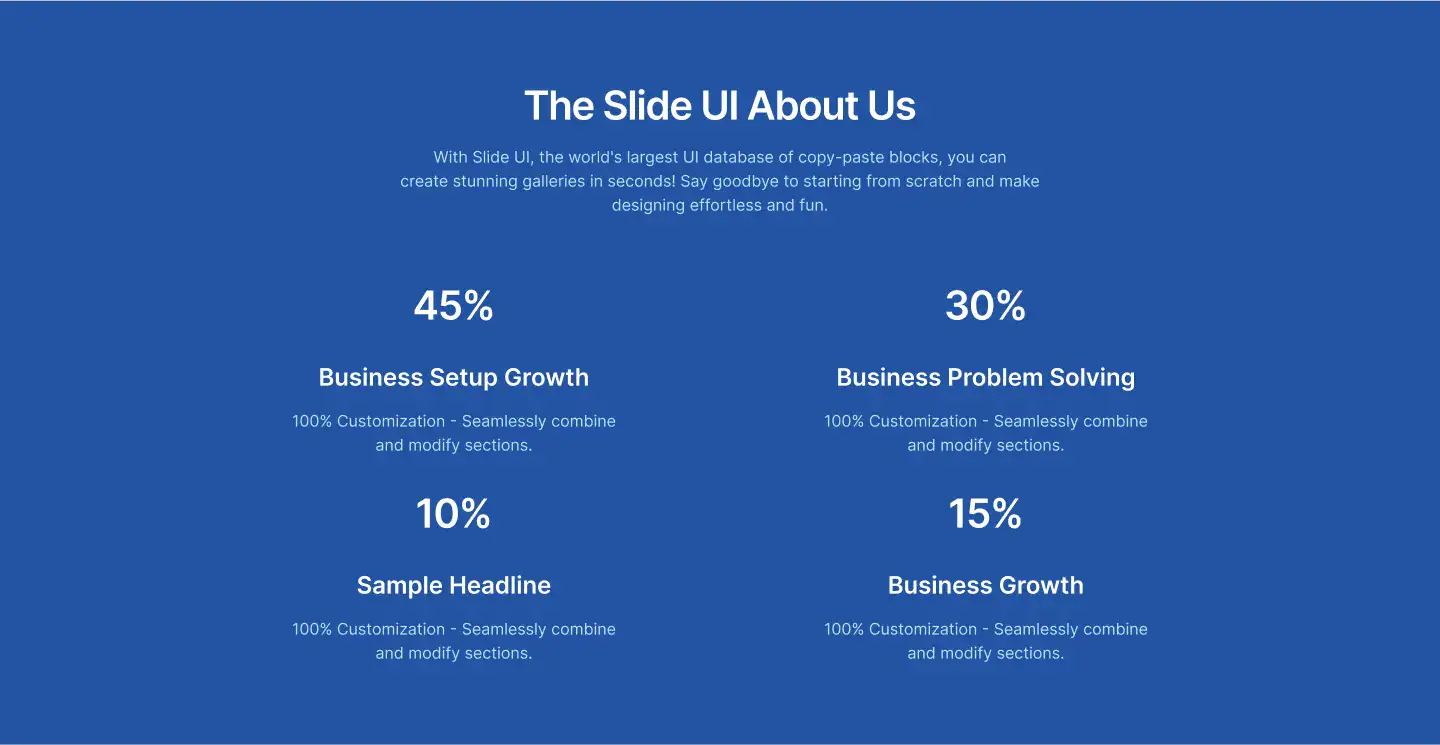 The Slide UI About Us
With Slide UI, the world's largest UI database of copy-paste blocks, you can
create stunning galleries in seconds! Say goodbye to starting from scratch and make
designing effortless and fun.
45%
Business Setup Growth
100% Customization - Seamlessly combine
and modify sections.
30%
Business Problem Solving
100% Customization - Seamlessly combine
and modify sections.
10%
Sample Headline
100% Customization - Seamlessly combine
and modify sections.
15%
Business Growth
100% Customization - Seamlessly combine
and modify sections.